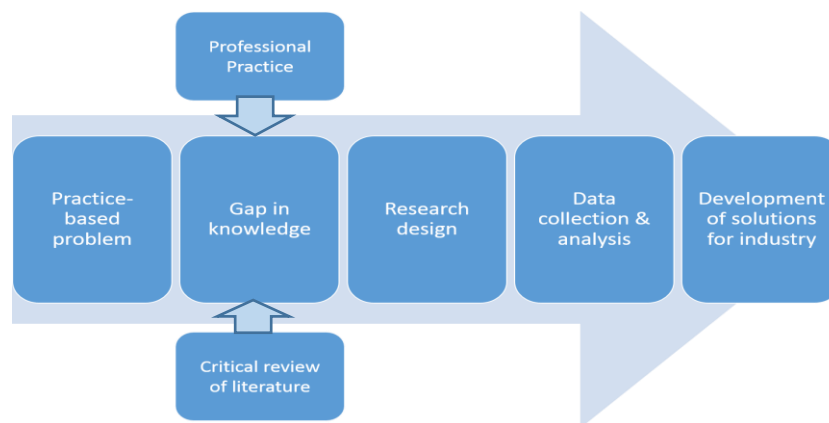 Professional
Practice
Practice-
based
problem
Gap in
knowledge
Research
design
Data
collection &
analysis
Development
of solutions
for industry
Critical review
of literature